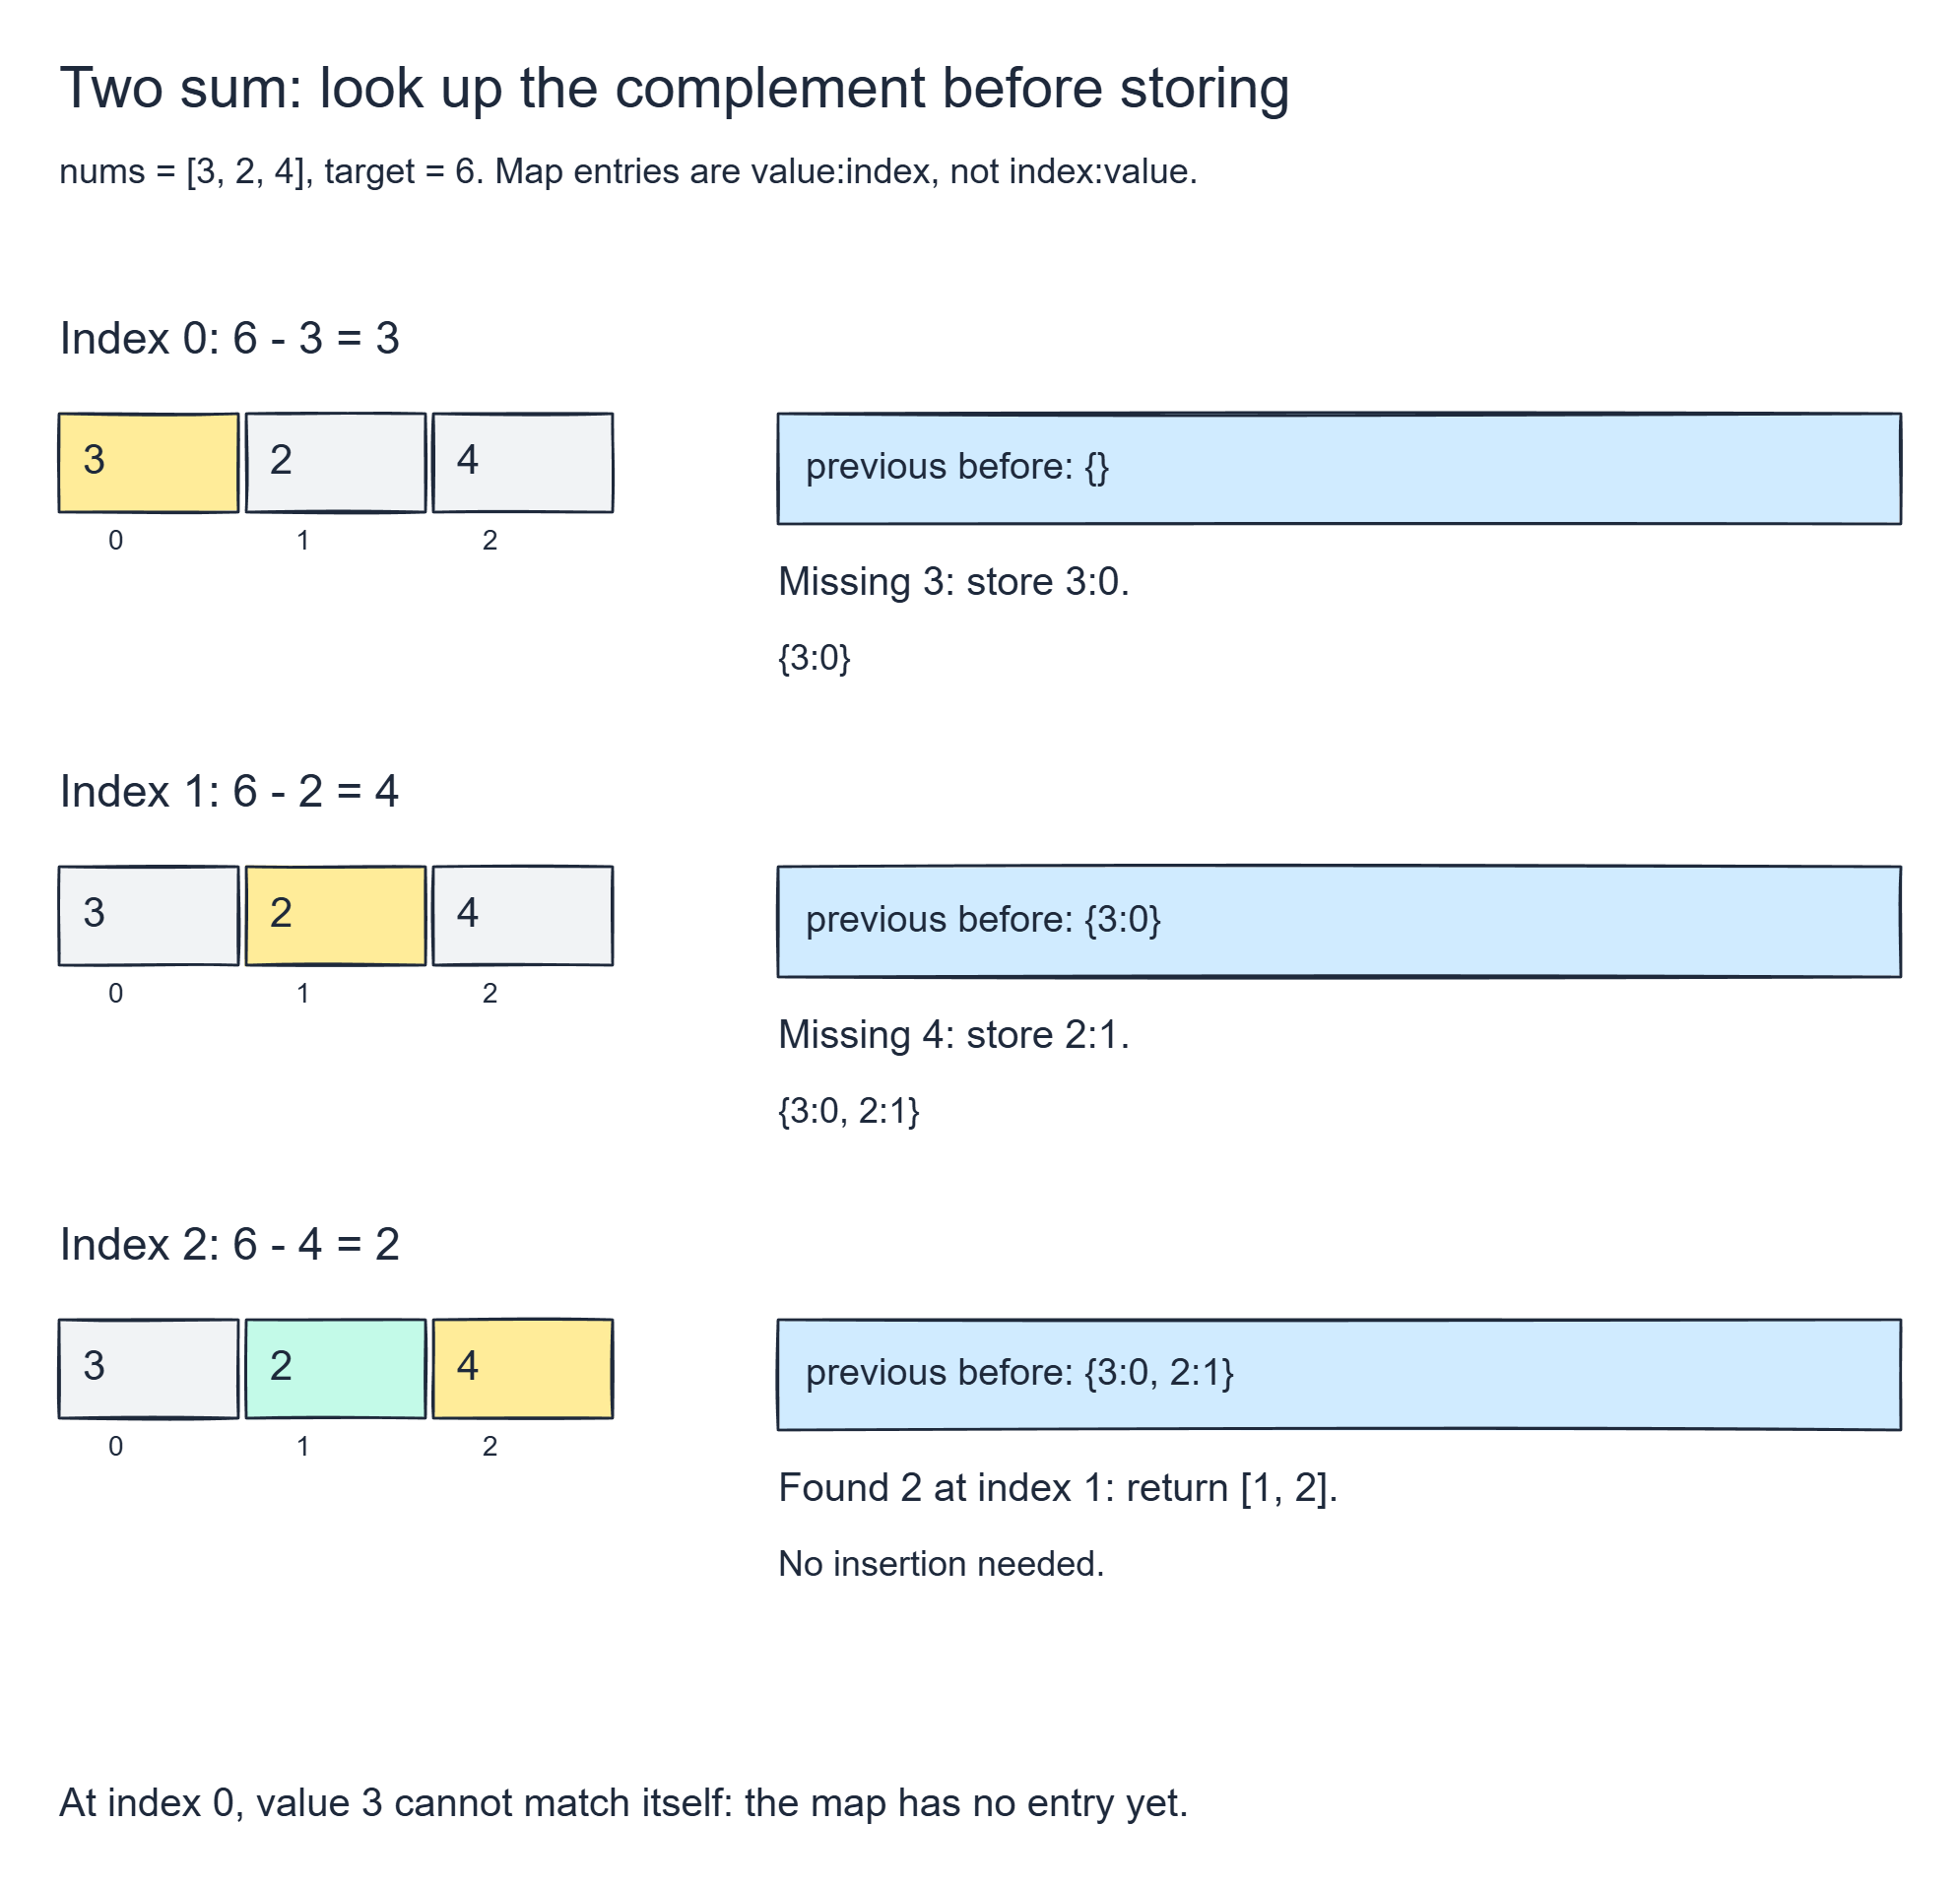 Two sum: look up the complement before storing
nums = [3, 2, 4], target = 6. Map entries are value:index, not index:value.
Index 0: 6 - 3 = 3
3 2 4
0 1 2
previous before: {}
Missing 3: store 3:0.
{3:0}
Index 1: 6 - 2 = 4
3 2 4
0 1 2
previous before: {3:0}
Missing 4: store 2:1.
{3:0, 2:1}
Index 2: 6 - 4 = 2
3 2 4
0 1 2
previous before: {3:0, 2:1}
Found 2 at index 1: return [1, 2].
No insertion needed.
At index 0, value 3 cannot match itself: the map has no entry yet.